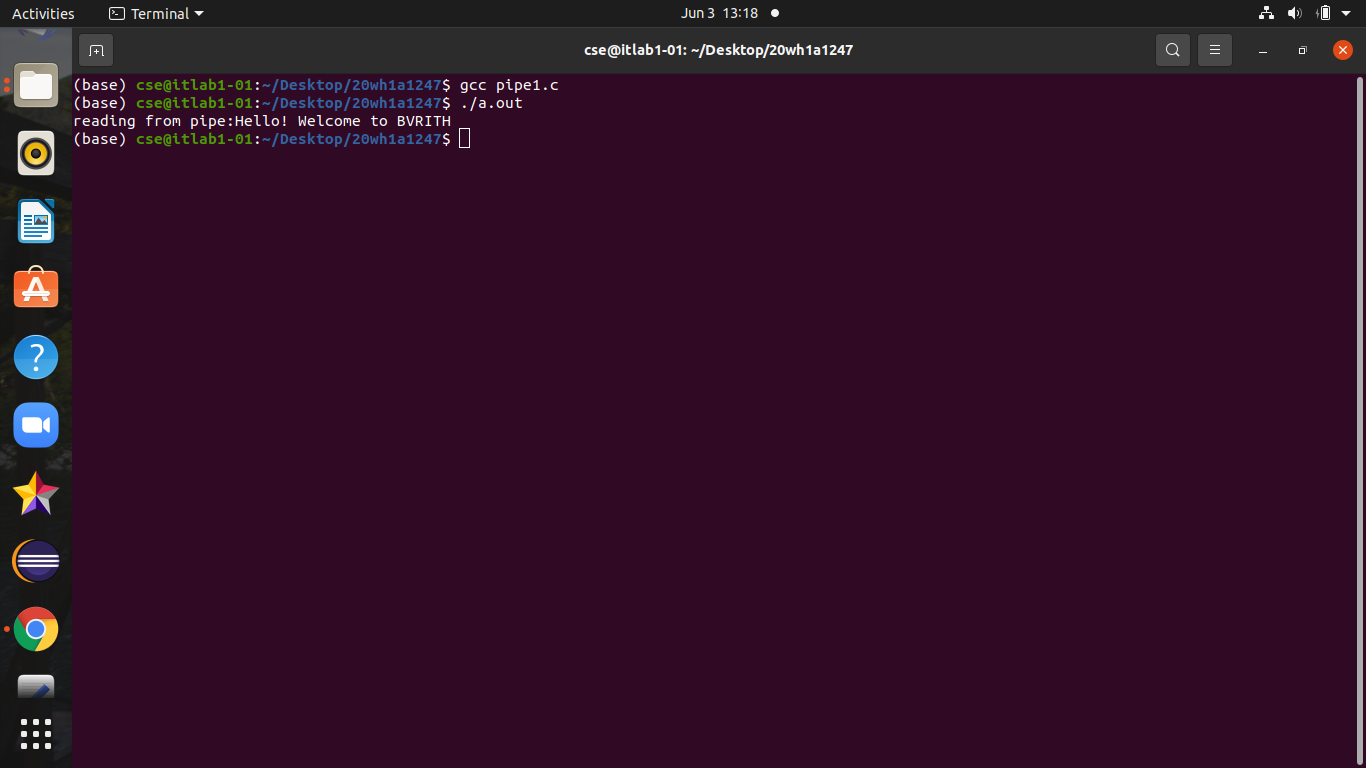 Activities Terminal Jun 3 13:18
cse@itlab1-01: ~/Desktop/20wh1a1247
(base) cse@itlab1-01:~/Desktop/20wh1a1247$ gcc pipe1.c
(base) cse@itlab1-01:~/Desktop/20wh1a1247$ ./a.out
reading from pipe:Hello! Welcome to BVRITH
(base) cse@itlab1-01:~/Desktop/20wh1a1247$